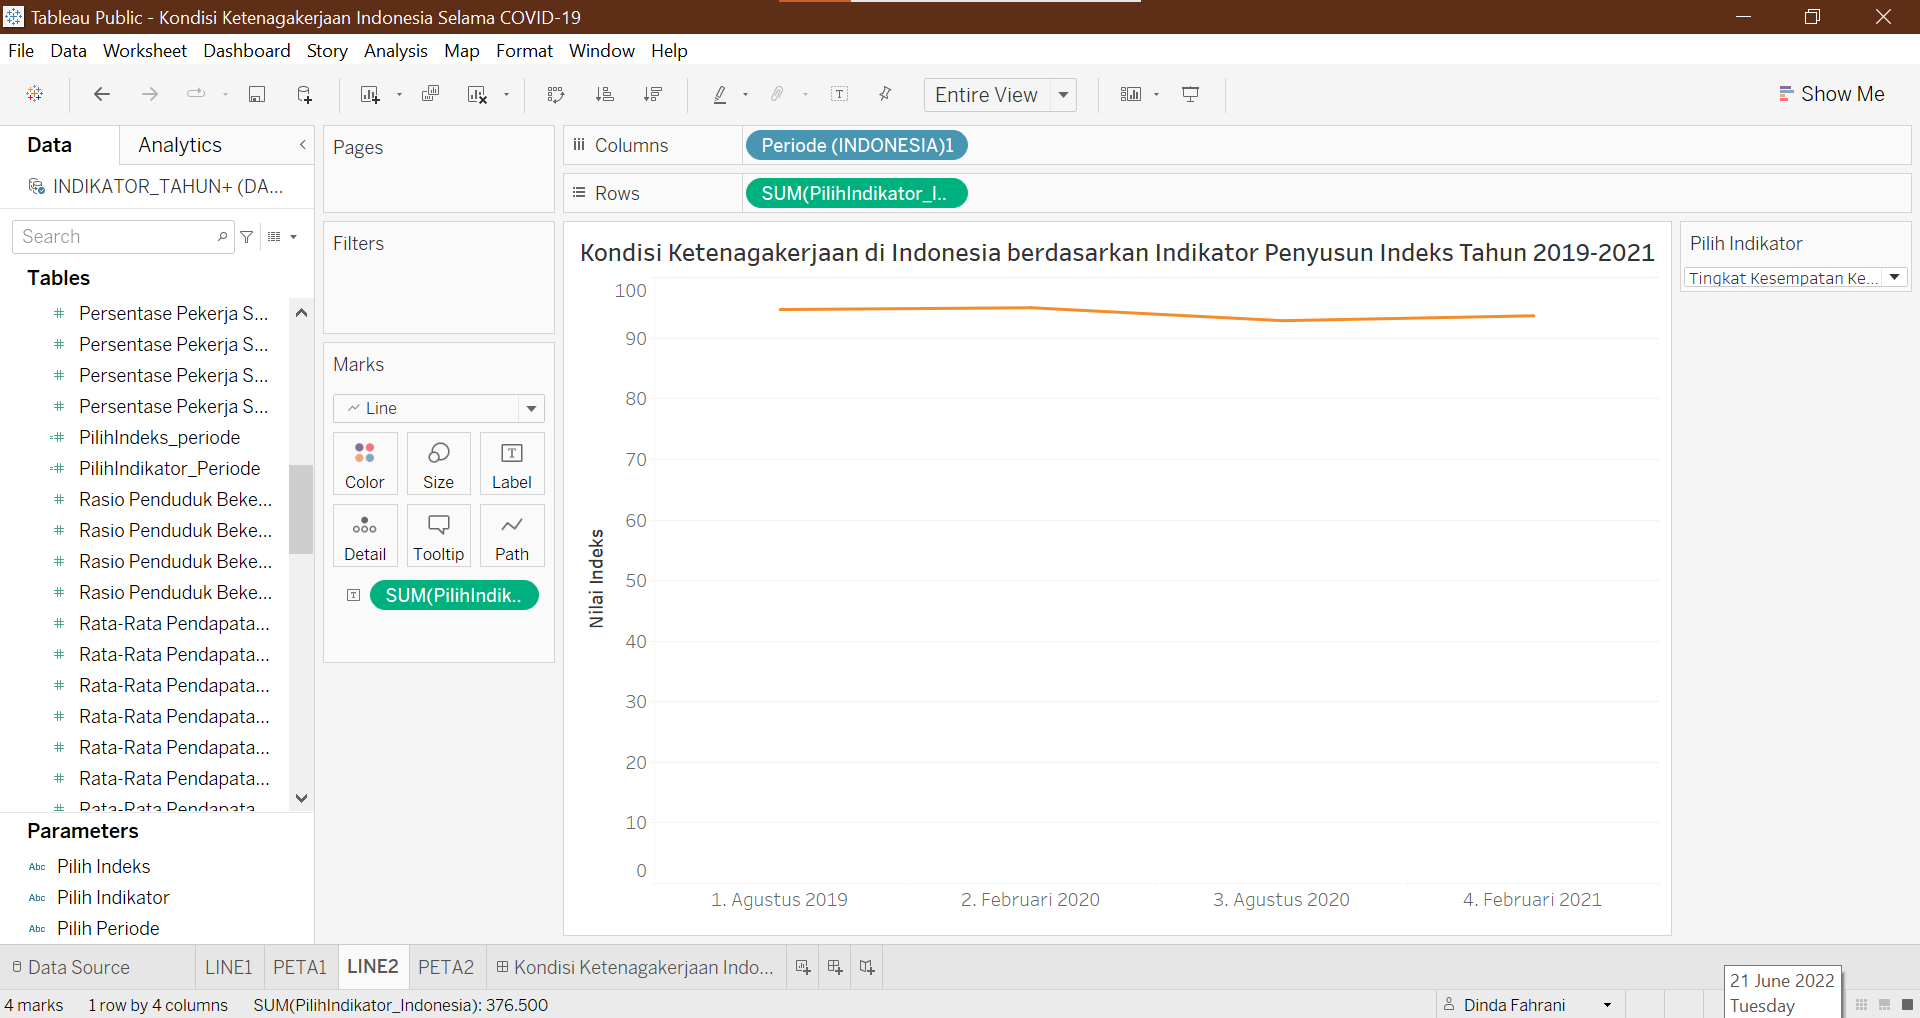 Tableau Public - Kondisi Ketenagakerjaan Indonesia Selama COVID-19
File Data Worksheet Dashboard Story Analysis Map Format Window Help
Entire View
Show Me
Data Analytics
INDIKATOR_TAHUN+ (DA...
Search
Tables
Persentase Pekerja S...
Persentase Pekerja S...
Persentase Pekerja S...
Persentase Pekerja S...
PilihIndeks_periode
PilihIndikator_Periode
Rasio Penduduk Beke...
Rasio Penduduk Beke...
Rasio Penduduk Beke...
Rasio Penduduk Beke...
Rata-Rata Pendapata...
Rata-Rata Pendapata...
Rata-Rata Pendapata...
Rata-Rata Pendapata...
Rata-Rata Pendapata...
Rata-Rata Pendapata...
Rata-Rata Pendapata
Parameters
Abc Pilih Indeks
Abc Pilih Indikator
Abc Pilih Periode
Pages
Filters
Marks
Line
Color Size Label
Detail Tooltip Path
T SUM(PilihIndik..
Columns Periode (INDONESIA)1
Rows SUM(PilihIndikator_I..
Kondisi Ketenagakerjaan di Indonesia berdasarkan Indikator Penyusun Indeks Tahun 2019-2021
100
90
80
70
60
50
40
30
20
10
0
Nilai Indeks
1. Agustus 2019 2. Februari 2020 3. Agustus 2020 4. Februari 2021
Pilih Indikator
Tingkat Kesempatan Ke...
Data Source LINE1 PETA1 LINE2 PETA2 Kondisi Ketenagakerjaan Indo...
4 marks 1 row by 4 columns SUM(PilihIndikator_Indonesia): 376.500
Dinda Fahrani
21 June 2022
Tuesday